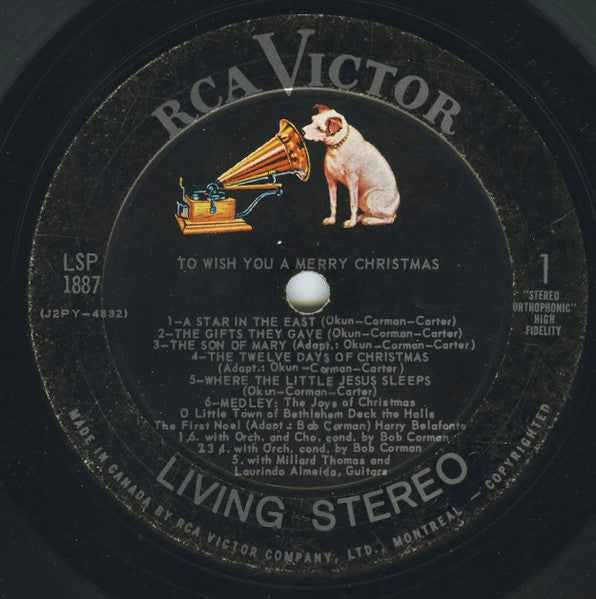 RCA VICTOR
TO WISH YOU A MERRY CHRISTMAS
LSP
1887
(J2PY-4832)
1
"STEREO
ORTHOPHONIC"
HIGH
FIDELITY
1-A STAR IN THE EAST (Okun-Corman-Carter)
2-THE GIFTS THEY GAVE (Okun-Corman-Carter)
3-THE SON OF MARY (Adapt.: Okun-Corman-Carter)
4-THE TWELVE DAYS OF CHRISTMAS
(Adapt.: Okun-Corman-Carter)
5-WHERE THE LITTLE JESUS SLEEPS
(Okun-Corman-Carter)
6-MEDLEY: The Joys of Christmas
O Little Town of Bethlehem Deck the Halls
The First Noel (Adapt: Bob Corman) Harry Belafonte
1 6. with Orch. and Cho. cond. by Bob Corman
2 3 4. with Orch. cond. by Bob Corman
5. with Millard Thomas and
Laurindo Almeida, Guitars
LIVING STEREO
MADE IN CANADA BY RCA VICTOR COMPANY, LTD., MONTREAL - COPYRIGHTED